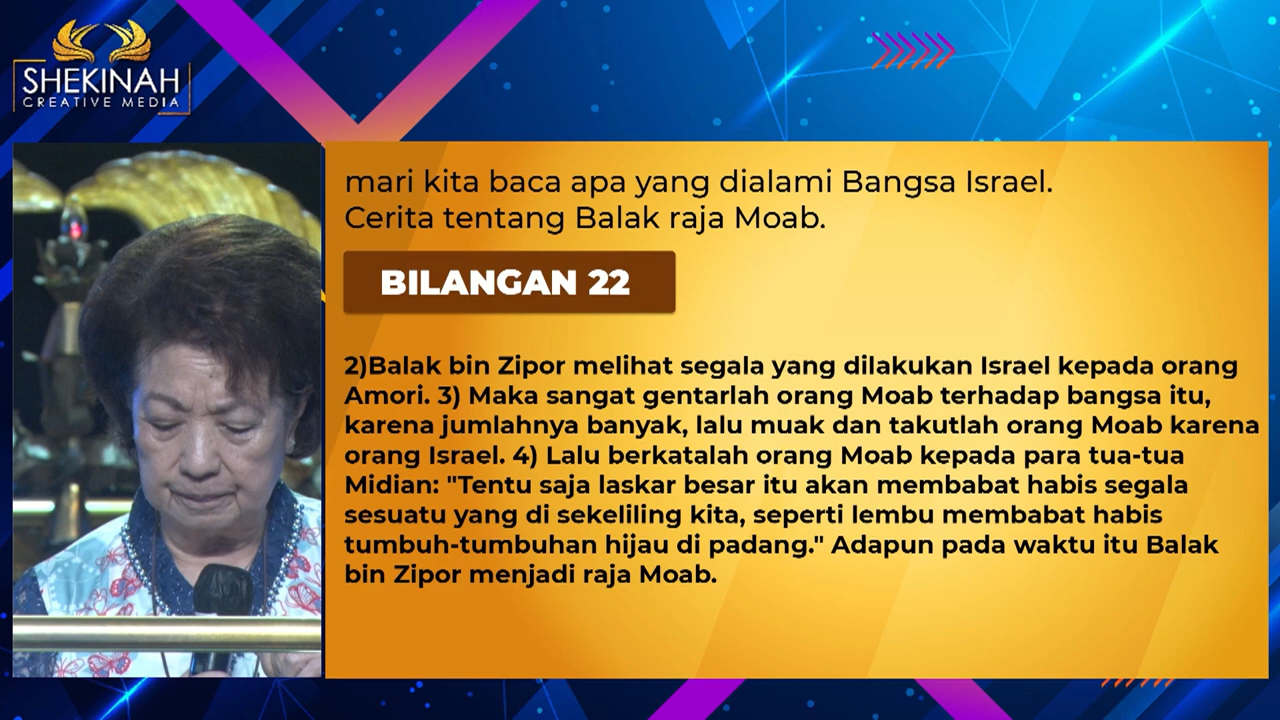 SHEKINAH
CREATIVE MEDIA
mari kita baca apa yang dialami Bangsa Israel.
Cerita tentang Balak raja Moab.
BILANGAN 22
2)Balak bin Zipor melihat segala yang dilakukan Israel kepada orang
Amori. 3) Maka sangat gentarlah orang Moab terhadap bangsa itu,
karena jumlahnya banyak, lalu muak dan takutlah orang Moab karena
orang Israel. 4) Lalu berkatalah orang Moab kepada para tua-tua
Midian: "Tentu saja laskar besar itu akan membabat habis segala
sesuatu yang di sekeliling kita, seperti lembu membabat habis
tumbuh-tumbuhan hijau di padang." Adapun pada waktu itu Balak
bin Zipor menjadi raja Moab.